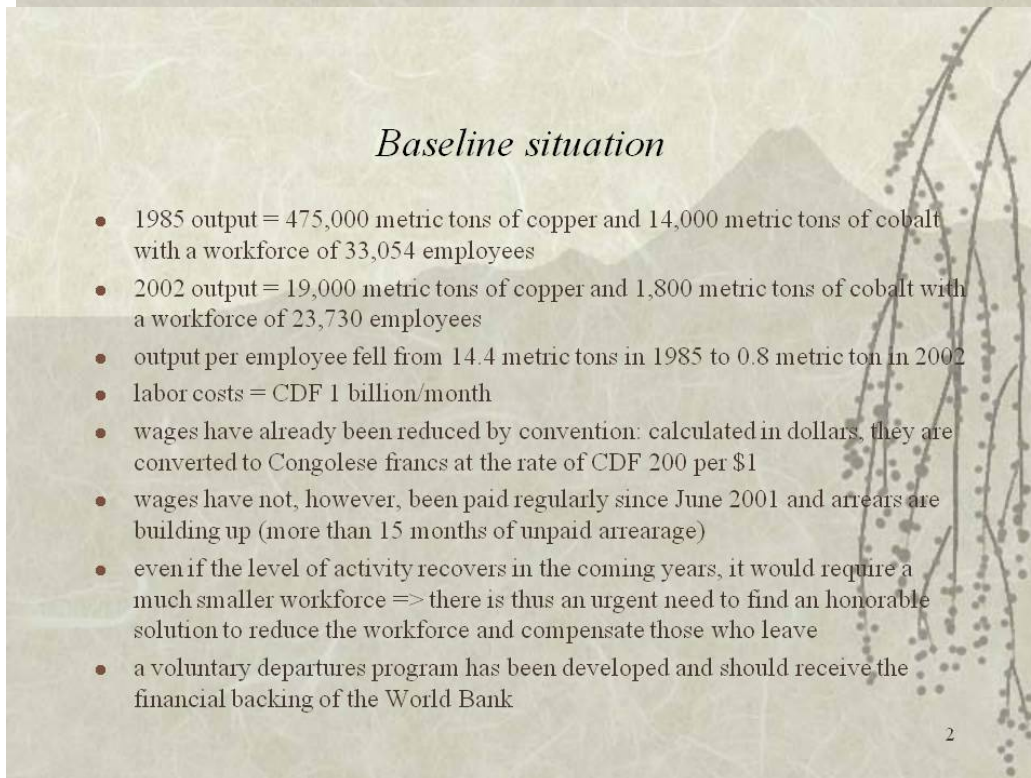 Baseline situation
• 1985 output = 475,000 metric tons of copper and 14,000 metric tons of cobalt
with a workforce of 33,054 employees
• 2002 output = 19,000 metric tons of copper and 1,800 metric tons of cobalt with
a workforce of 23,730 employees
• output per employee fell from 14.4 metric tons in 1985 to 0.8 metric ton in 2002
• labor costs = CDF 1 billion/month
• wages have already been reduced by convention: calculated in dollars, they are
converted to Congolese francs at the rate of CDF 200 per $1
• wages have not, however, been paid regularly since June 2001 and arrears are
building up (more than 15 months of unpaid arrearage)
• even if the level of activity recovers in the coming years, it would require a
much smaller workforce => there is thus an urgent need to find an honorable
solution to reduce the workforce and compensate those who leave
• a voluntary departures program has been developed and should receive the
financial backing of the World Bank
2